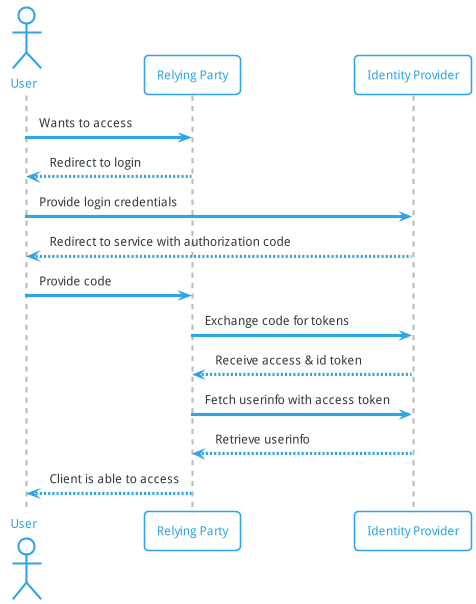 User
Relying Party
Identity Provider
Wants to access
Redirect to login
Provide login credentials
Redirect to service with authorization code
Provide code
Exchange code for tokens
Receive access & id token
Fetch userinfo with access token
Retrieve userinfo
Client is able to access
User
Relying Party
Identity Provider